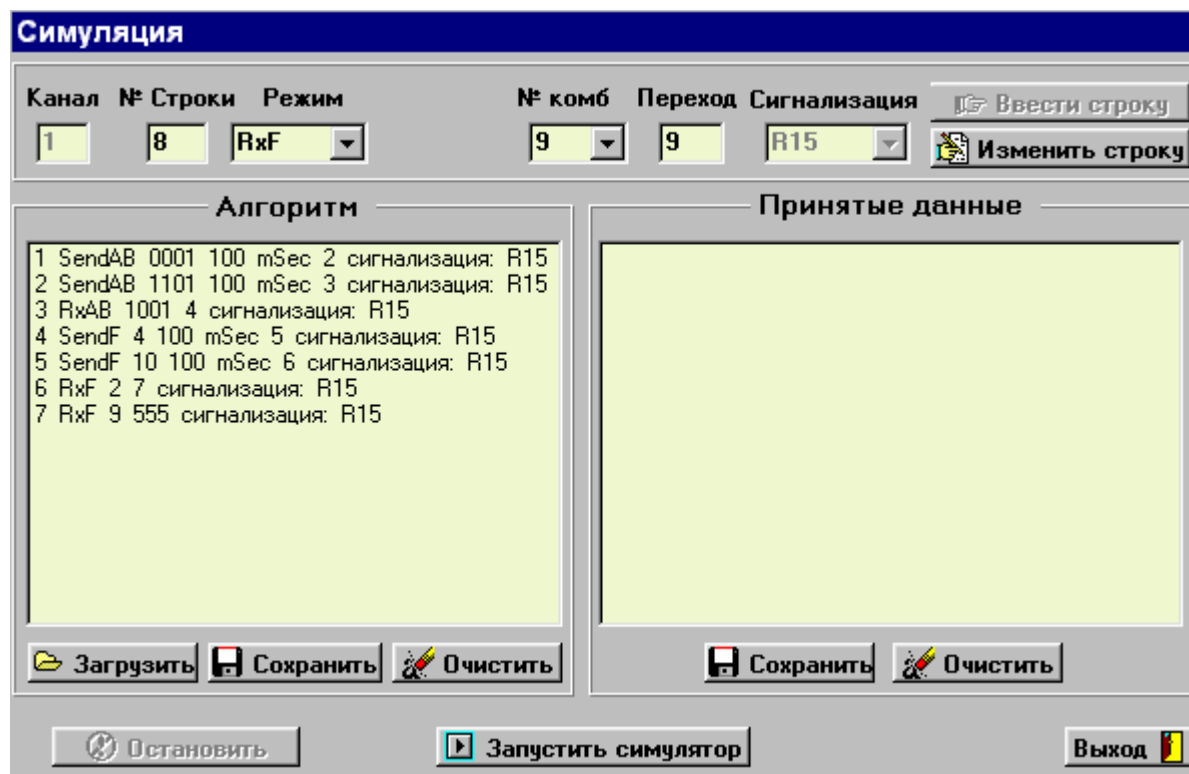 Симуляция
Канал № Строки Режим № комб Переход Сигнализация Ввести строку
1 8 RxF 9 9 R15 Изменить строку
Алгоритм Принятые данные
1 SendAB 0001 100 mSec 2 сигнализация: R15
2 SendAB 1101 100 mSec 3 сигнализация: R15
3 RxAB 1001 4 сигнализация: R15
4 SendF 4 100 mSec 5 сигнализация: R15
5 SendF 10 100 mSec 6 сигнализация: R15
6 RxF 2 7 сигнализация: R15
7 RxF 9 555 сигнализация: R15
Загрузить Сохранить Очистить Сохранить Очистить
Остановить Запустить симулятор Выход